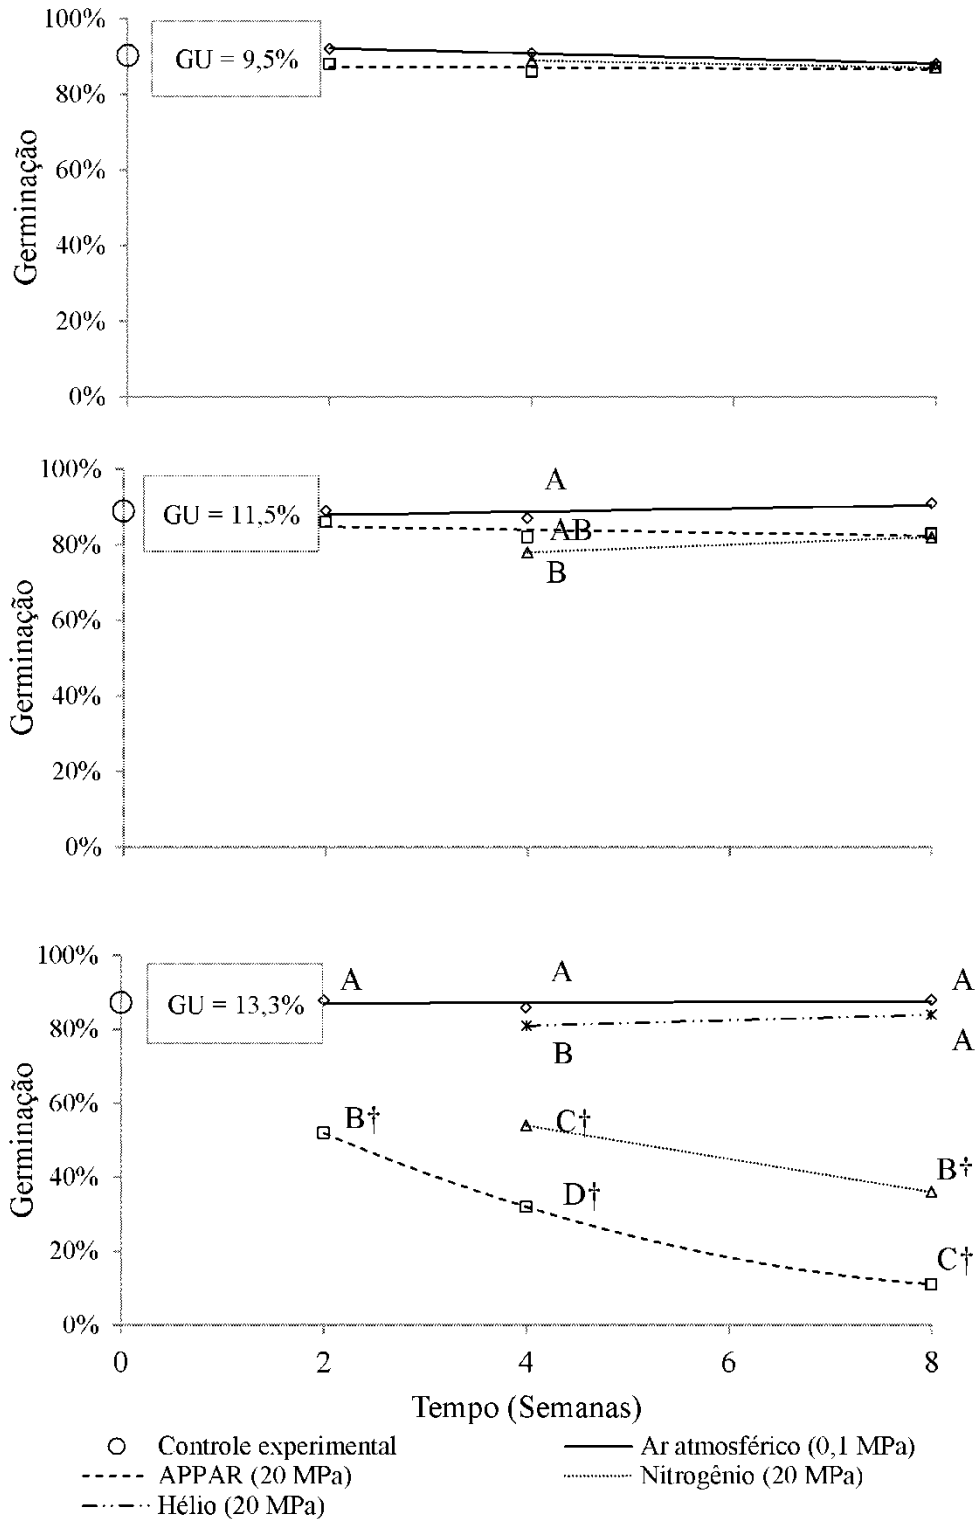 100%
80%
60%
40%
20%
0%
Germinação
GU = 9,5%
100%
80%
60%
40%
20%
0%
Germinação
GU = 11,5%
A
AB
B
100%
80%
60%
40%
20%
0%
Germinação
GU = 13,3%
A
A
A
B
A
B†
C†
B†
D†
C†
0 2 4 6 8
Tempo (Semanas)
Controle experimental
Ar atmosférico (0,1 MPa)
APPAR (20 MPa)
Nitrogênio (20 MPa)
Hélio (20 MPa)